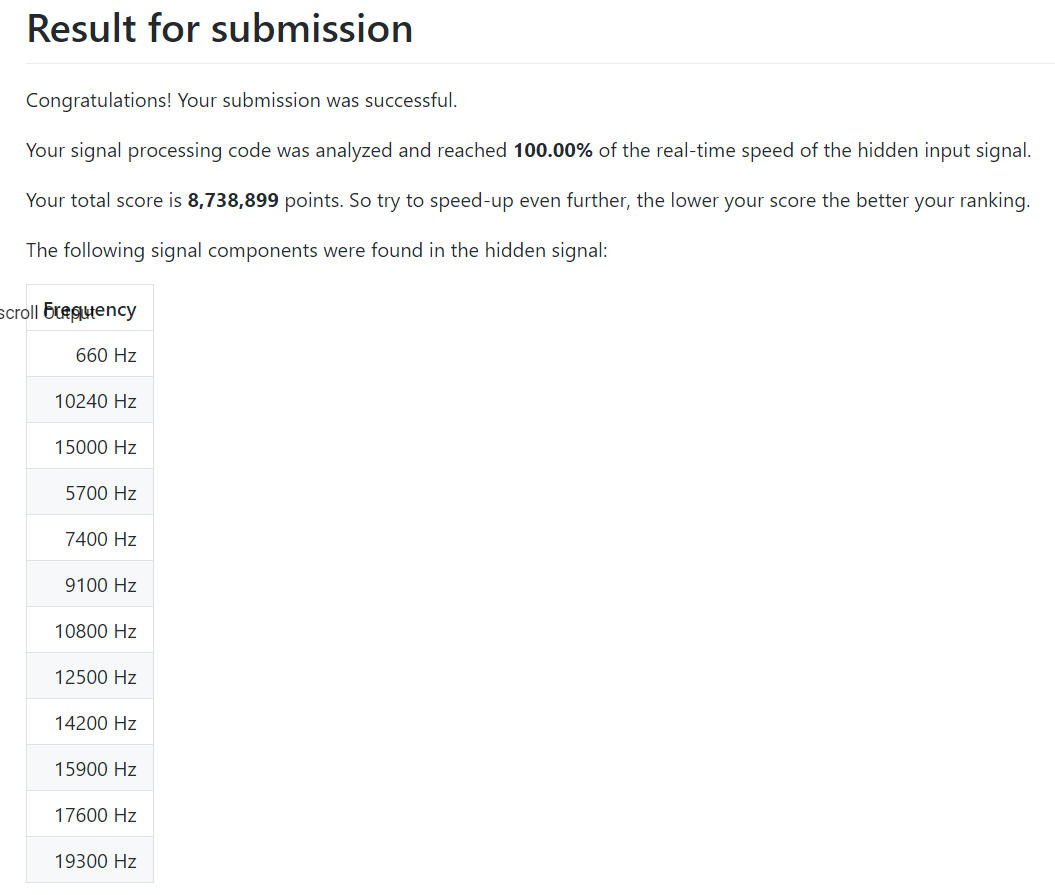 Result for submission
Congratulations! Your submission was successful.
Your signal processing code was analyzed and reached 100.00% of the real-time speed of the hidden input signal.
Your total score is 8,738,899 points. So try to speed-up even further, the lower your score the better your ranking.
The following signal components were found in the hidden signal:
Frequency
scroll Output
660 Hz
10240 Hz
15000 Hz
5700 Hz
7400 Hz
9100 Hz
10800 Hz
12500 Hz
14200 Hz
15900 Hz
17600 Hz
19300 Hz